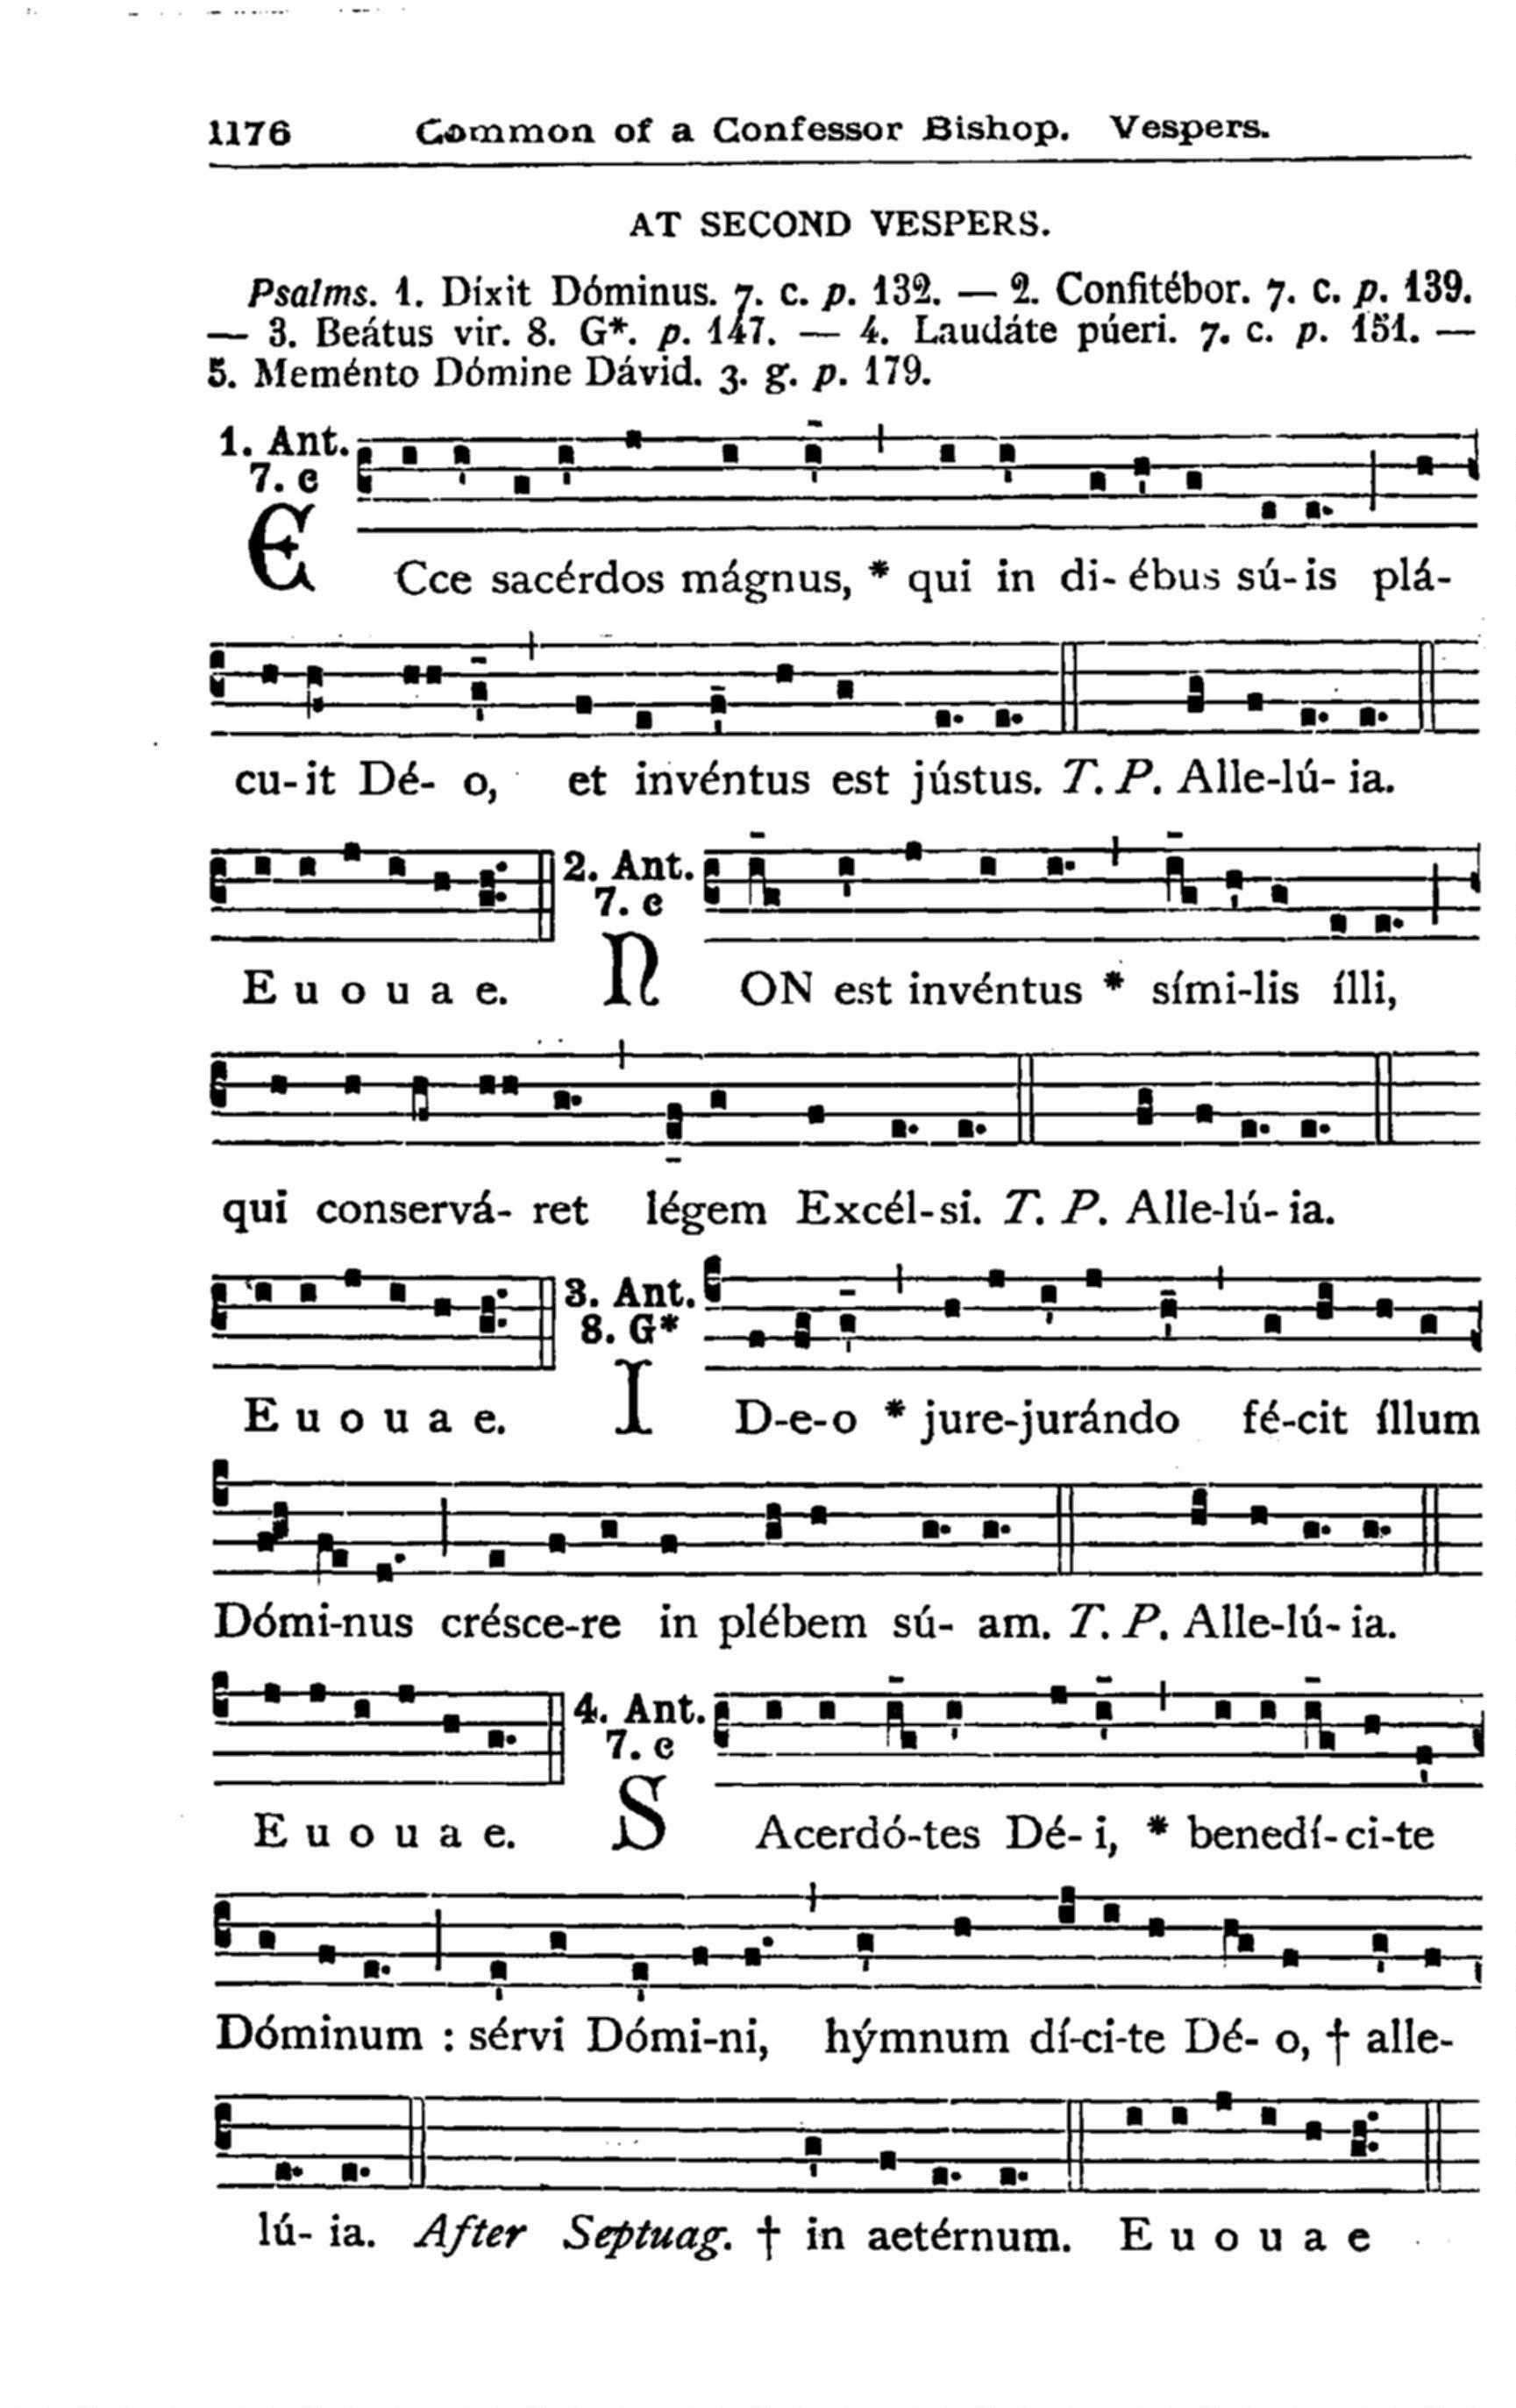 1176 Common of a Confessor Bishop. Vespers.
AT SECOND VESPERS.
Psalms. 1. Díxit Dóminus. 7. c. p. 132. — 2. Confitébor. 7. c. p. 139.
— 3. Beátus vir. 8. G*. p. 147. — 4. Laudáte púeri. 7. c. p. 151. —
5. Meménto Dómine Dávid. 3. g. p. 179.
1. Ant.
7. c
E Cce sacérdos mágnus, * qui in di- ébus sú- is plá-
cu- it Dé- o, et invéntus est jústus. T. P. Alle-lú- ia.
2. Ant.
7. c
E u o u a e. N ON est invéntus * sími-lis ílli,
qui conservá- ret légem Excél- si. T. P. Alle-lú- ia.
3. Ant.
8. G*
E u o u a e. I D-e-o * jure-jurándo fé-cit íllum
Dómi-nus crésce-re in plébem sú- am. T. P. Alle-lú- ia.
4. Ant.
7. c
E u o u a e. S Acerdó-tes Dé- i, * benedí- ci-te
Dóminum : sérvi Dómi-ni, hýmnum dí-ci-te Dé- o, † alle-
lú- ia. After Septuag. † in aetérnum. E u o u a e